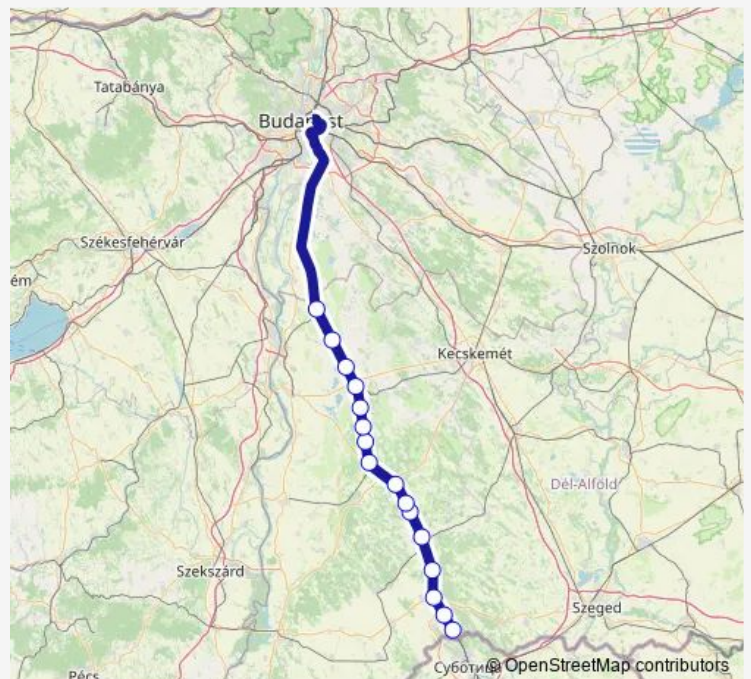 Tatabánya
Budapest
Székesfehérvár
Szolnok
ém
Kecskemét
Dél-Alföld
Szekszárd
Szeged
Суботица
© OpenStreetMap contributors
Pécs